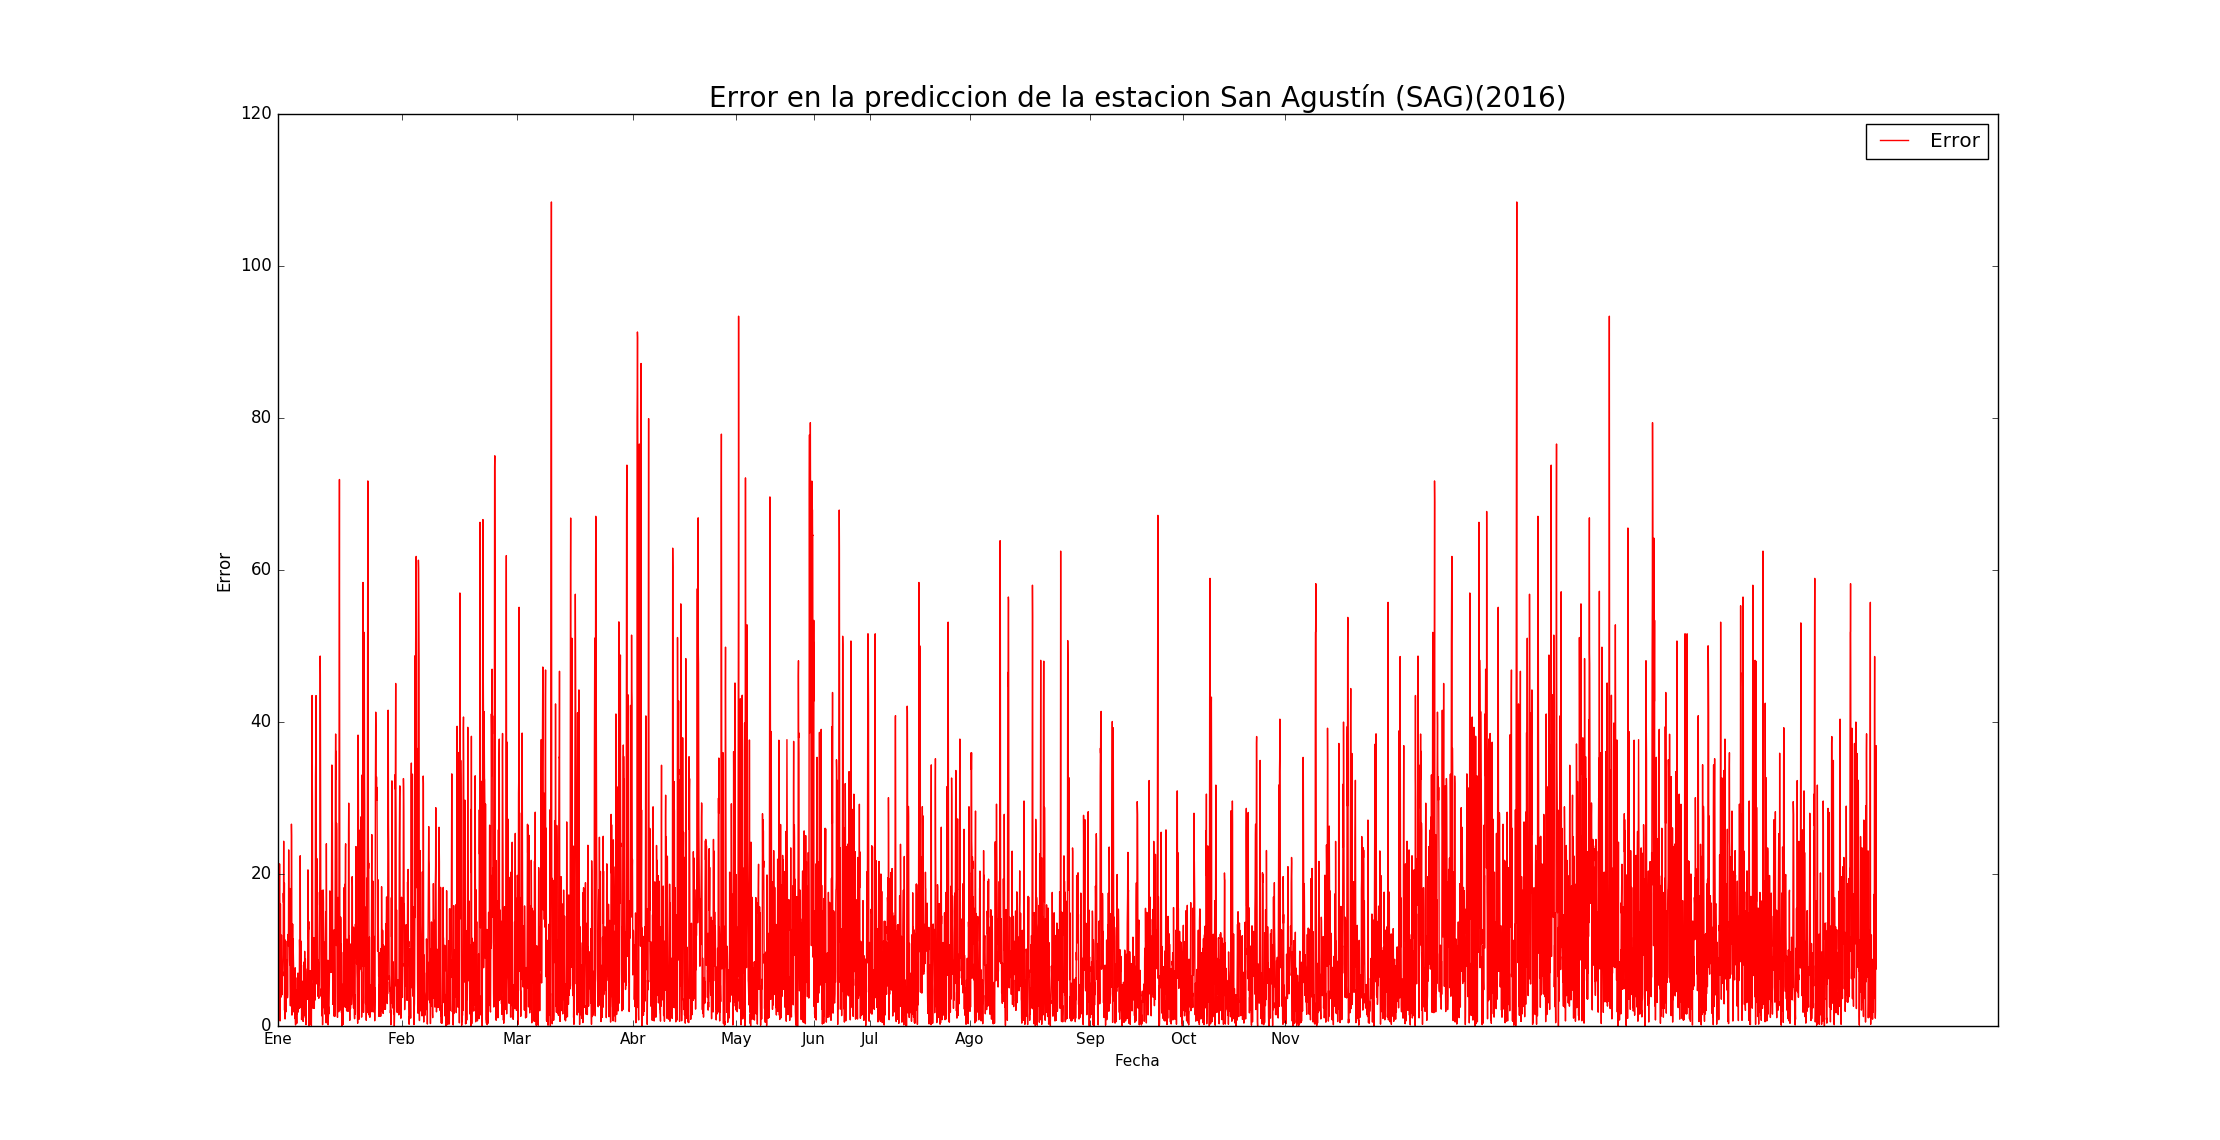 Error en la prediccion de la estacion San Agustín (SAG)(2016)
120
100
80
60
40
20
0
Error
Error
Ene Feb Mar Abr May Jun Jul Ago Sep Oct Nov
Fecha